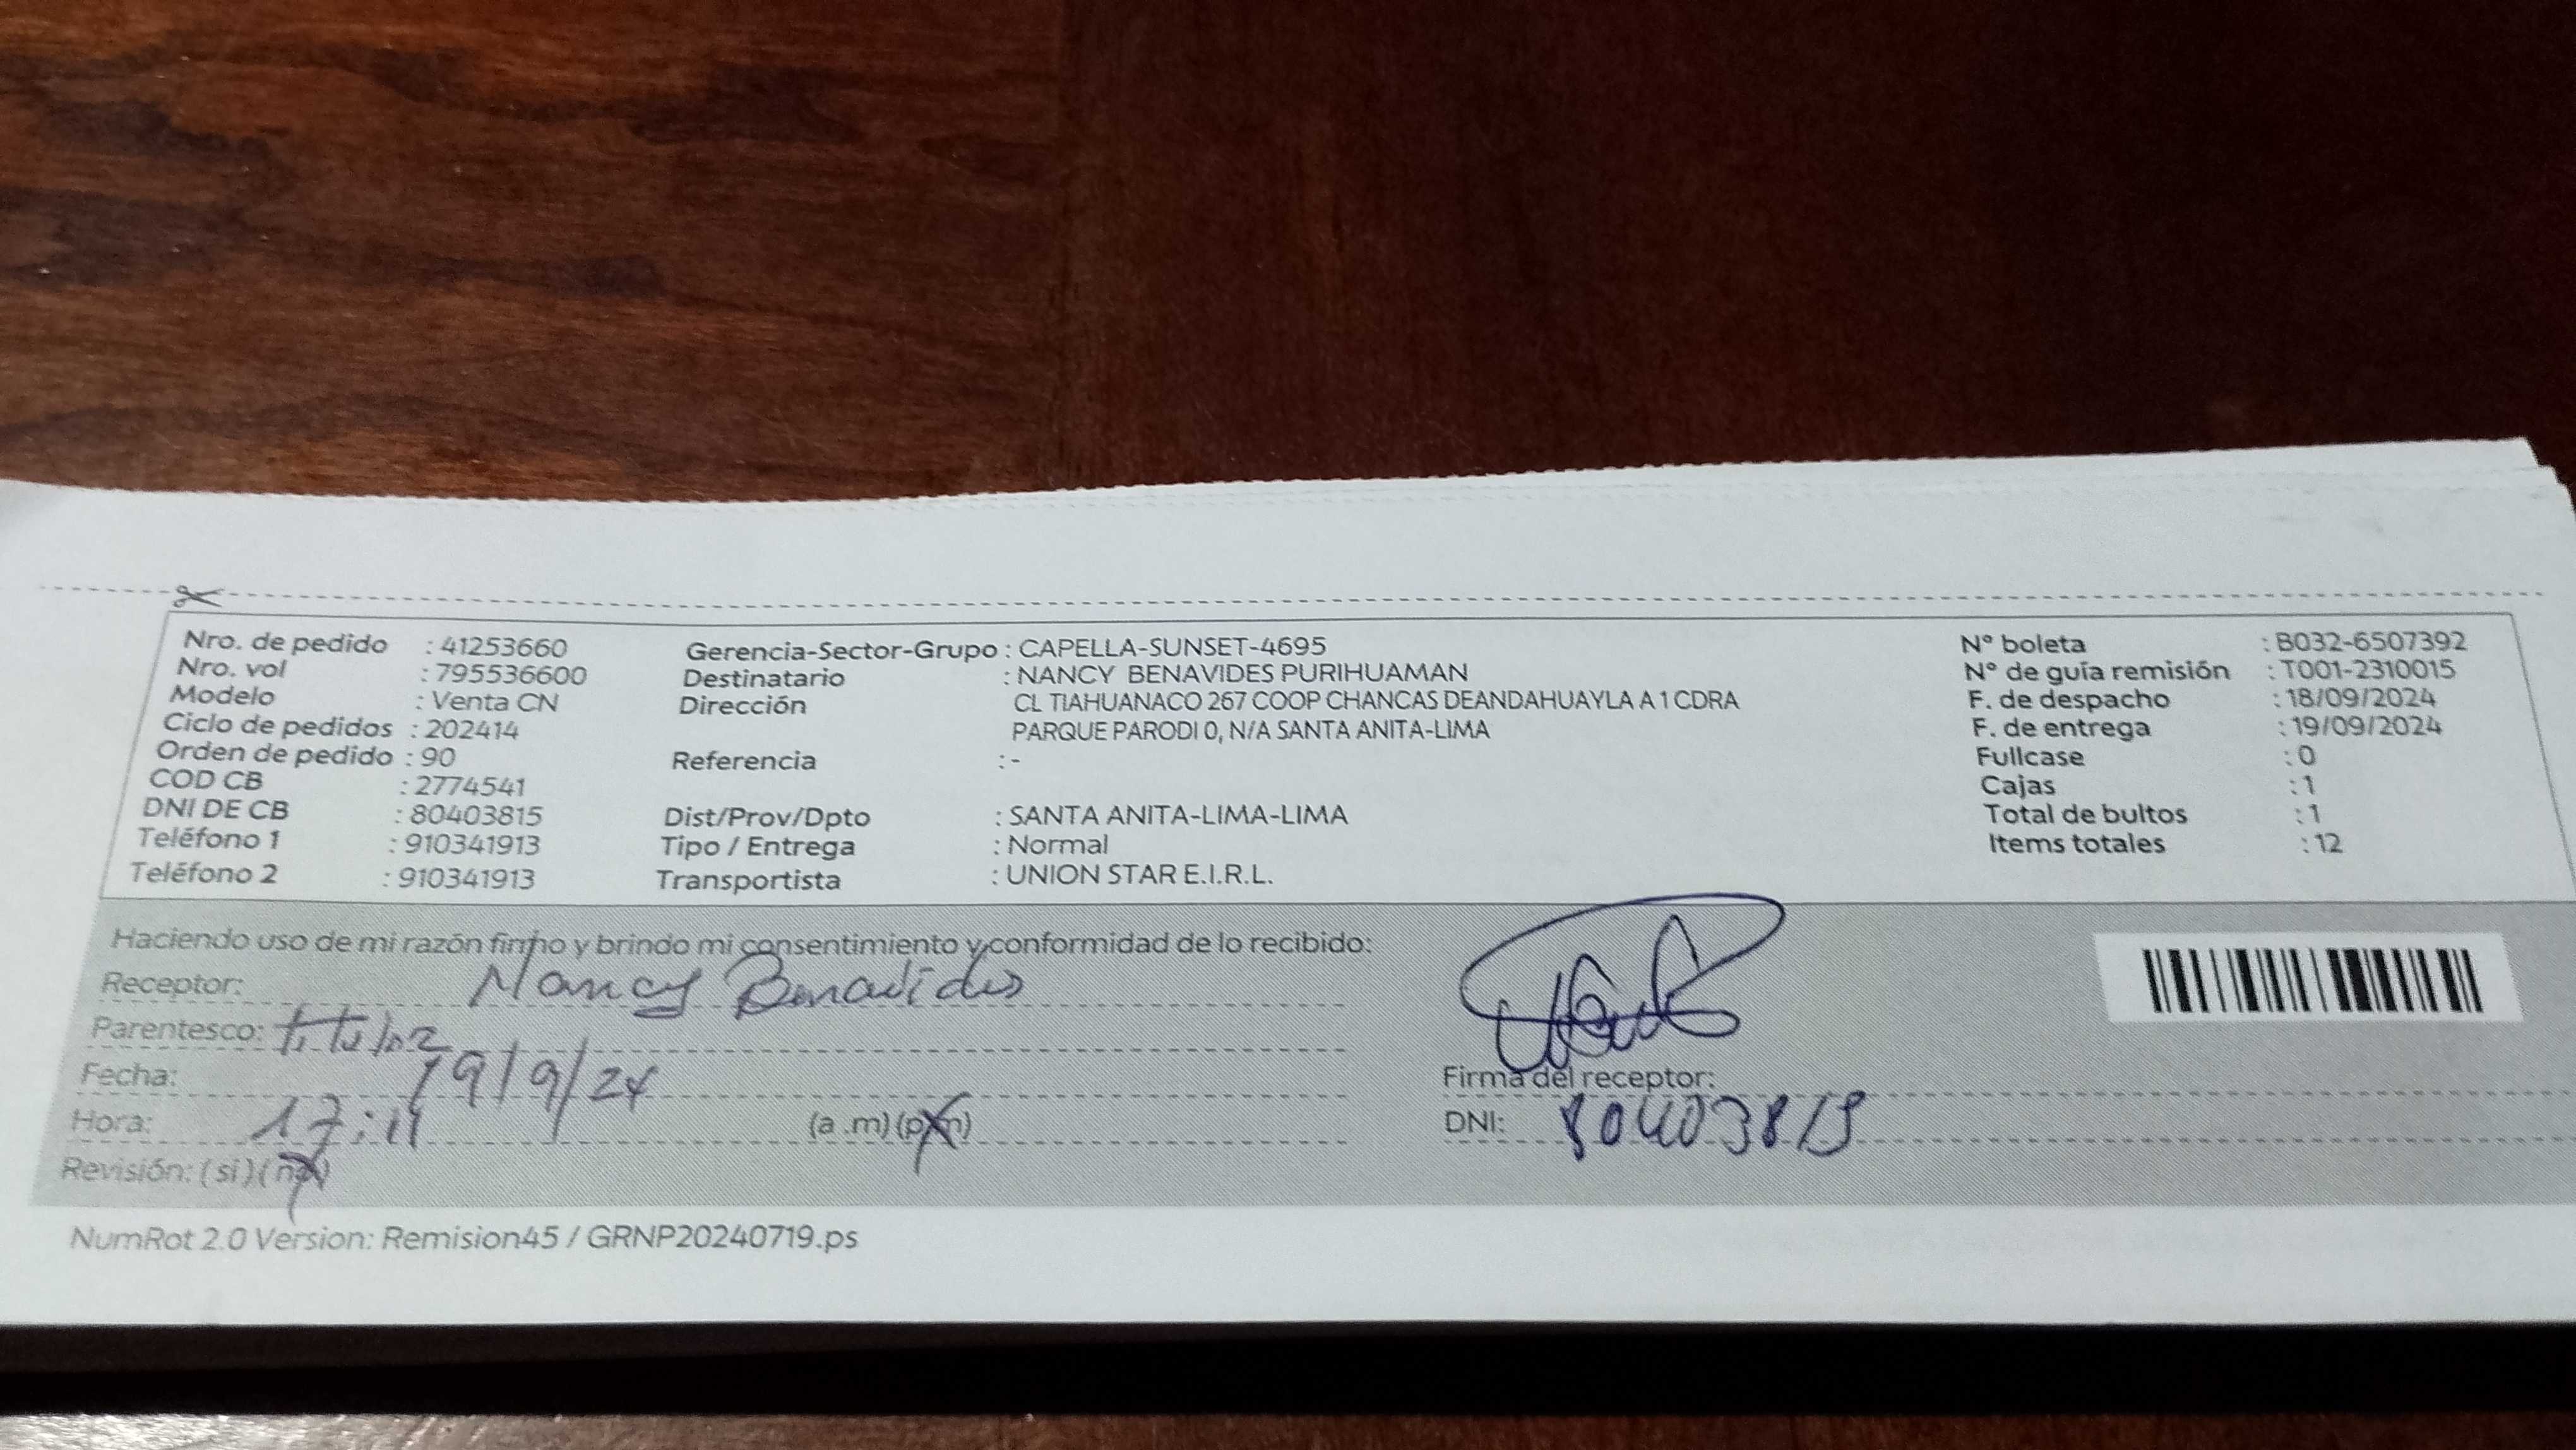 Nro. de pedido : 41253660
Nro. vol : 795536600
Modelo : Venta CN
Ciclo de pedidos : 202414
Orden de pedido : 90
COD CB : 2774541
DNI DE CB : 80403815
Teléfono 1 : 910341913
Teléfono 2 : 910341913
Gerencia-Sector-Grupo : CAPELLA-SUNSET-4695
Destinatario : NANCY BENAVIDES PURIHUAMAN
Dirección CL TIAHUANACO 267 COOP CHANCAS DEANDAHUAYLA A 1 CDRA
PARQUE PARODI 0, N/A SANTA ANITA-LIMA
Referencia : -
Dist/Prov/Dpto : SANTA ANITA-LIMA-LIMA
Tipo / Entrega : Normal
Transportista : UNION STAR E.I.R.L.
N° boleta : B032-6507392
N° de guía remisión : T001-2310015
F. de despacho : 18/09/2024
F. de entrega : 19/09/2024
Fullcase : 0
Cajas : 1
Total de bultos : 1
Items totales : 12
Haciendo uso de mi razón firmo y brindo mi consentimiento y conformidad de lo recibido:
Receptor: Nancy Benavides
Parentesco: titular
Fecha: 19/9/24
Hora: 17:11 (a .m) (p.m)
Revisión: ( si ) ( no )
Firma del receptor:
DNI: 80403815
NumRot 2.0 Version: Remision45 / GRNP20240719.ps